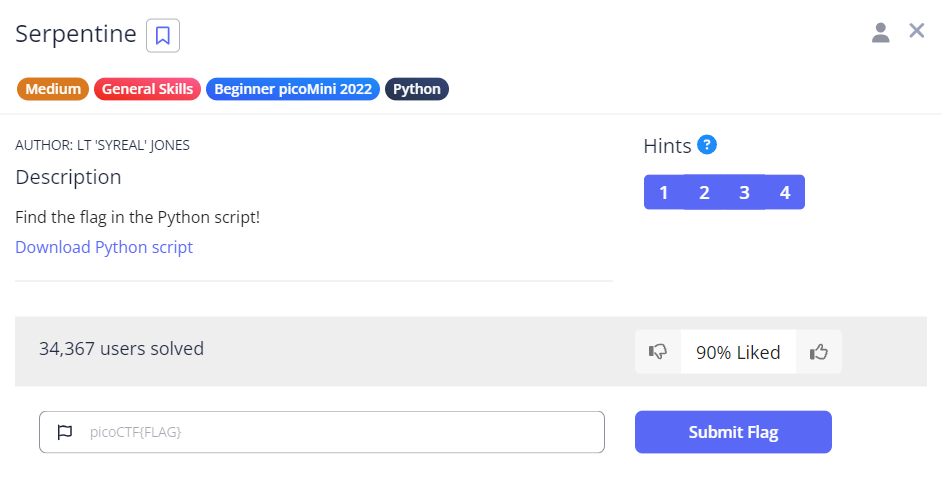 Serpentine
Medium General Skills Beginner picoMini 2022 Python
AUTHOR: LT 'SYREAL' JONES
Description
Find the flag in the Python script!
Download Python script
Hints ?
1 2 3 4
34,367 users solved
90% Liked
picoCTF{FLAG}
Submit Flag